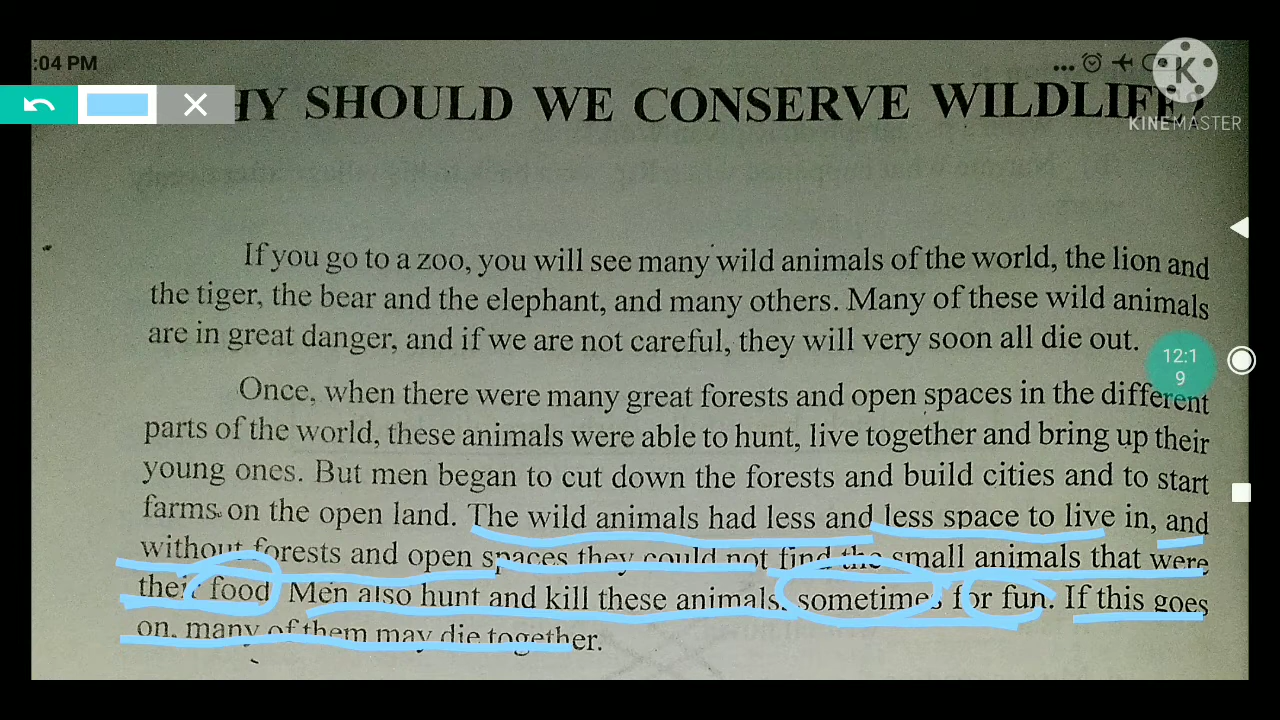 :04 PM
HY SHOULD WE CONSERVE WILDLIFE?
KINEMASTER
If you go to a zoo, you will see many wild animals of the world, the lion and
the tiger, the bear and the elephant, and many others. Many of these wild animals
are in great danger, and if we are not careful, they will very soon all die out.
12:1
9
Once, when there were many great forests and open spaces in the different
parts of the world, these animals were able to hunt, live together and bring up their
young ones. But men began to cut down the forests and build cities and to start
farms on the open land. The wild animals had less and less space to live in, and
without forests and open spaces they could not find the small animals that were
their food. Men also hunt and kill these animals, sometimes for fun. If this goes
on, many of them may die together.